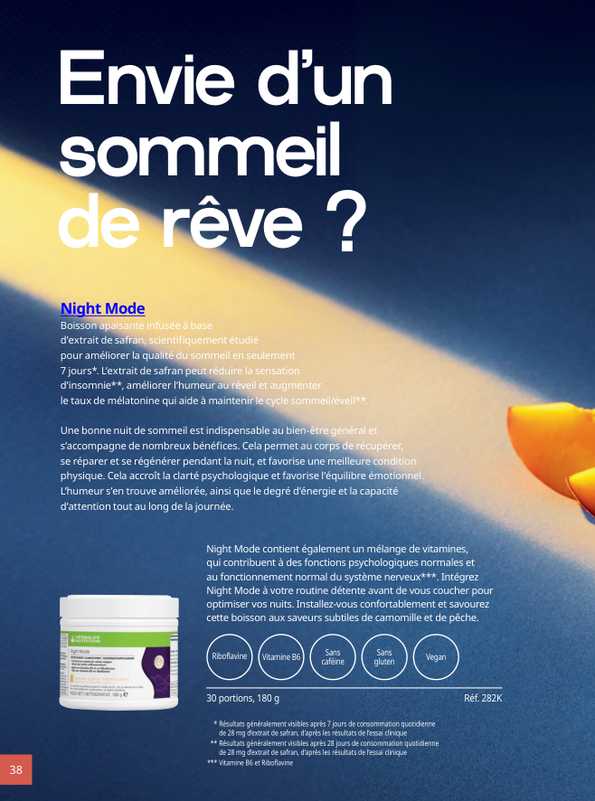 Envie d'un
sommeil
de rêve ?
Night Mode
Boisson apaisante infusée à base
d'extrait de safran, scientifiquement étudié
pour améliorer la qualité du sommeil en seulement
7 jours*. L'extrait de safran peut réduire la sensation
d'insomnie**, améliorer l'humeur au réveil et augmenter
le taux de mélatonine qui aide à maintenir le cycle sommeil/éveil**
Une bonne nuit de sommeil est indispensable au bien-être général et
s'accompagne de nombreux bénéfices. Cela permet au corps de récupérer,
se réparer et se régénérer pendant la nuit, et favorise une meilleure condition
physique. Cela accroît la clarté psychologique et favorise l'équilibre émotionnel.
L'humeur s'en trouve améliorée, ainsi que le degré d'énergie et la capacité
d'attention tout au long de la journée.
Night Mode contient également un mélange de vitamines,
qui contribuent à des fonctions psychologiques normales et
au fonctionnement normal du système nerveux***. Intégrez
Night Mode à votre routine détente avant de vous coucher pour
optimiser vos nuits. Installez-vous confortablement et savourez
cette boisson aux saveurs subtiles de camomille et de pêche.
Riboflavine
Vitamine B6
Sans
caféine
Sans
gluten
Vegan
HERBALIFE
Night Mode
30 portions, 180 g
Réf. 282K
* Résultats généralement visibles après 7 jours de consommation quotidienne
de 28 mg d'extrait de safran, d'après les résultats de l'essai clinique
** Résultats généralement visibles après 28 jours de consommation quotidienne
de 28 mg d'extrait de safran, d'après les résultats de l'essai clinique
*** Vitamine B6 et Riboflavine
38